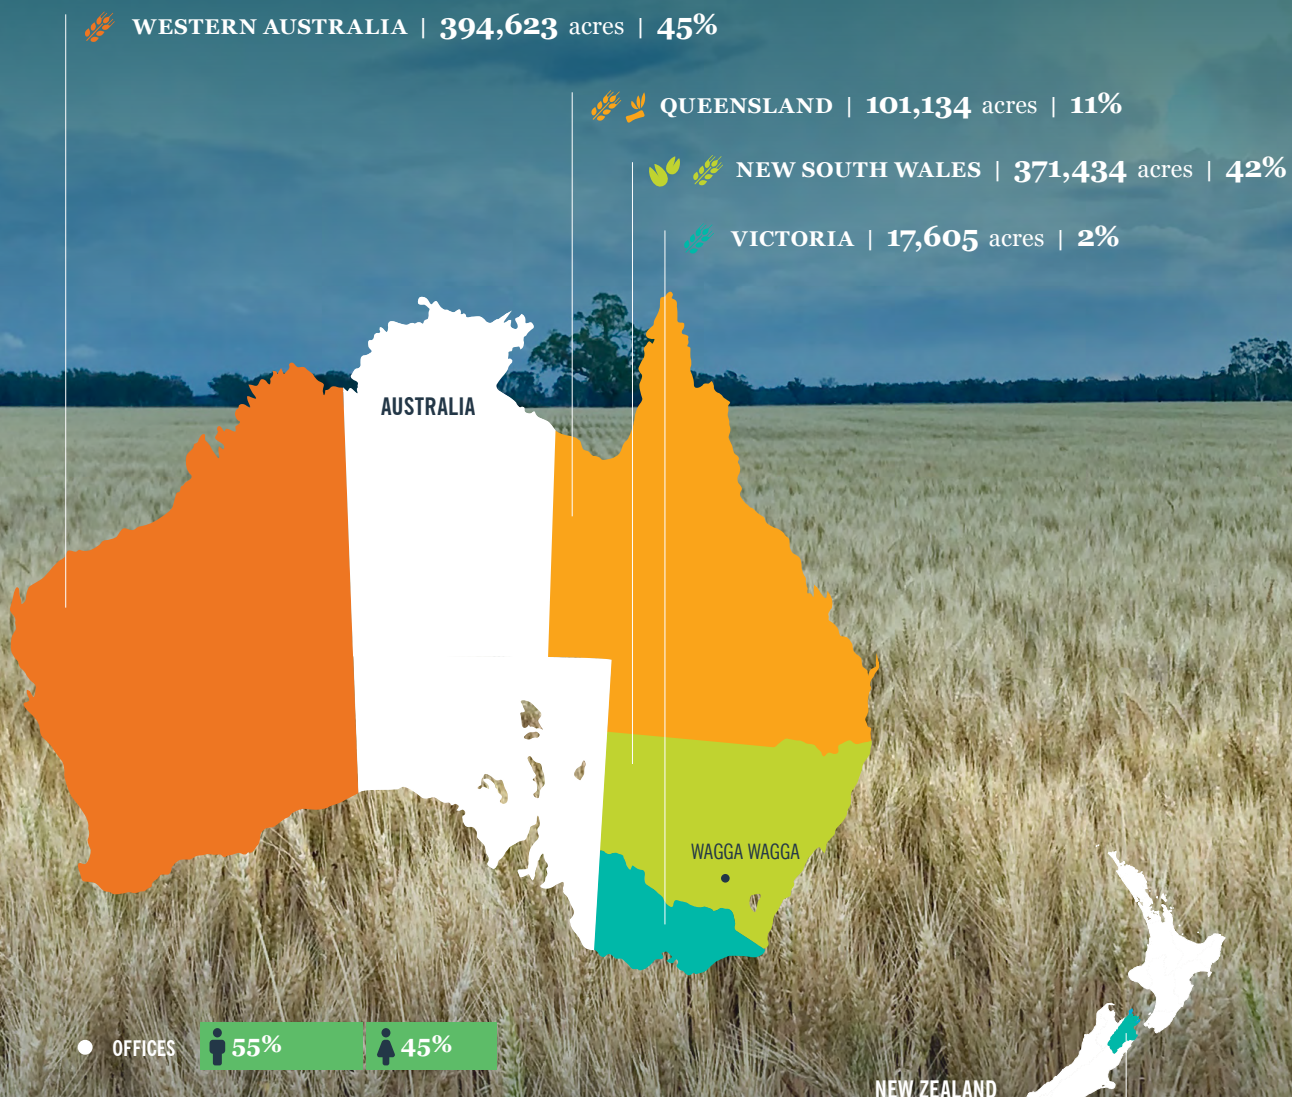 WESTERN AUSTRALIA | 394,623 acres | 45%
QUEENSLAND | 101,134 acres | 11%
NEW SOUTH WALES | 371,434 acres | 42%
VICTORIA | 17,605 acres | 2%
AUSTRALIA
WAGGA WAGGA
OFFICES 55% 45%
NEW ZEALAND